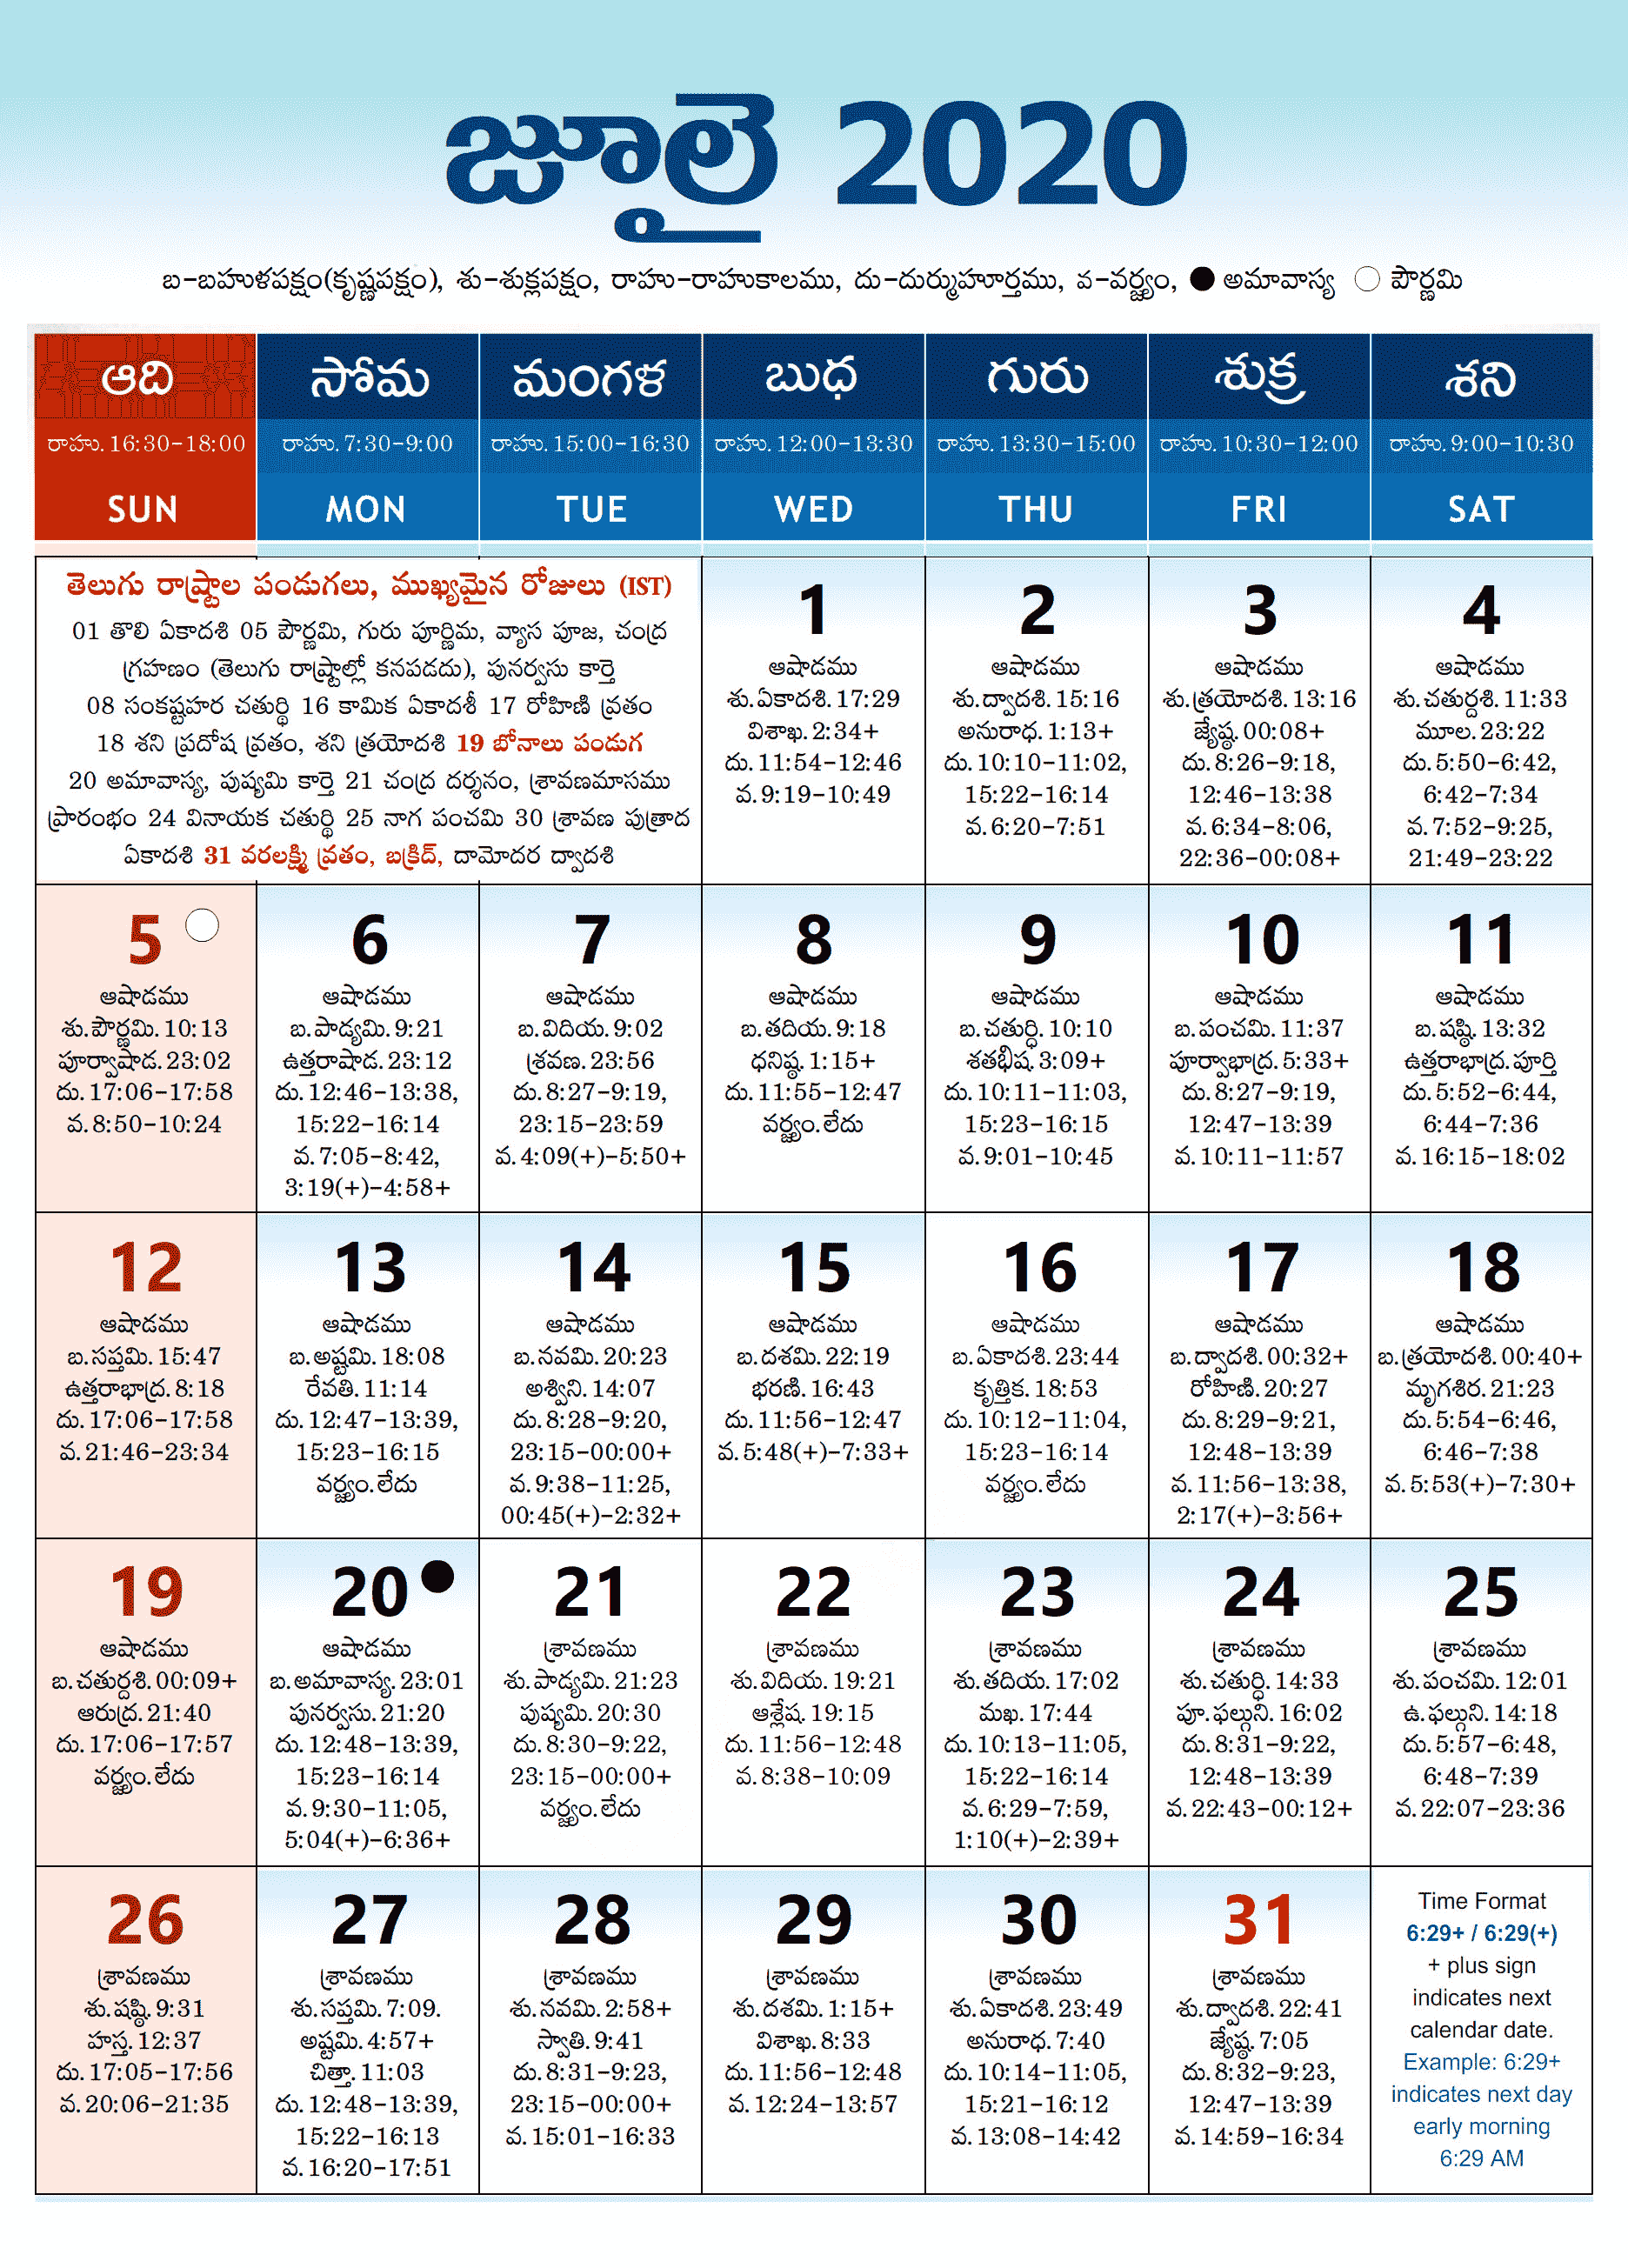 జూలై 2020
బ-బహుళపక్షం(కృష్ణపక్షం), శు-శుక్లపక్షం, రాహు-రాహుకాలము, దు-దుర్ముహూర్తము, వ-వర్జ్యం, అమావాస్య పౌర్ణమి
ఆది సోమ మంగళ బుధ గురు శుక్ర శని
రాహు.16:30-18:00 రాహు.7:30-9:00 రాహు.15:00-16:30 రాహు.12:00-13:30 రాహు.13:30-15:00 రాహు.10:30-12:00 రాహు.9:00-10:30
SUN MON TUE WED THU FRI SAT
తెలుగు రాష్ట్రాల పండుగలు, ముఖ్యమైన రోజులు (IST)
01 తొలి ఏకాదశి 05 పౌర్ణమి, గురు పూర్ణిమ, వ్యాస పూజ, చంద్ర
గ్రహణం (తెలుగు రాష్ట్రాల్లో కనపడదు), పునర్వసు కార్తె
08 సంకష్టహర చతుర్థి 16 కామిక ఏకాదశీ 17 రోహిణి వ్రతం
18 శని ప్రదోష వ్రతం, శని త్రయోదశి 19 బోనాలు పండుగ
20 అమావాస్య, పుష్యమి కార్తె 21 చంద్ర దర్శనం, శ్రావణమాసము
ప్రారంభం 24 వినాయక చతుర్థి 25 నాగ పంచమి 30 శ్రావణ పుత్రాద
ఏకాదశి 31 వరలక్ష్మి వ్రతం, బక్రీద్, దామోదర ద్వాదశి
1
ఆషాడము
శు.ఏకాదశి.17:29
విశాఖ.2:34+
దు.11:54-12:46
వ.9:19-10:49
2
ఆషాడము
శు.ద్వాదశి.15:16
అనురాధ.1:13+
దు.10:10-11:02,
15:22-16:14
వ.6:20-7:51
3
ఆషాడము
శు.త్రయోదశి.13:16
జ్యేష్ఠ.00:08+
దు.8:26-9:18,
12:46-13:38
వ.6:34-8:06,
22:36-00:08+
4
ఆషాడము
శు.చతుర్దశి.11:33
మూల.23:22
దు.5:50-6:42,
6:42-7:34
వ.7:52-9:25,
21:49-23:22
5
ఆషాడము
శు.పౌర్ణమి.10:13
పూర్వాషాడ.23:02
దు.17:06-17:58
వ.8:50-10:24
6
ఆషాడము
బ.పాడ్యమి.9:21
ఉత్తరాషాడ.23:12
దు.12:46-13:38,
15:22-16:14
వ.7:05-8:42,
3:19(+)-4:58+
7
ఆషాడము
బ.విదియ.9:02
శ్రవణ.23:56
దు.8:27-9:19,
23:15-23:59
వ.4:09(+)-5:50+
8
ఆషాడము
బ.తదియ.9:18
ధనిష్ఠ.1:15+
దు.11:55-12:47
వర్జ్యం.లేదు
9
ఆషాడము
బ.చతుర్ధి.10:10
శతభిష.3:09+
దు.10:11-11:03,
15:23-16:15
వ.9:01-10:45
10
ఆషాడము
బ.పంచమి.11:37
పూర్వాభాద్ర.5:33+
దు.8:27-9:19,
12:47-13:39
వ.10:11-11:57
11
ఆషాడము
బ.షష్ఠి.13:32
ఉత్తరాభాద్ర.పూర్తి
దు.5:52-6:44,
6:44-7:36
వ.16:15-18:02
12
ఆషాడము
బ.సప్తమి.15:47
ఉత్తరాభాద్ర.8:18
దు.17:06-17:58
వ.21:46-23:34
13
ఆషాడము
బ.అష్టమి.18:08
రేవతి.11:14
దు.12:47-13:39,
15:23-16:15
వర్జ్యం.లేదు
14
ఆషాడము
బ.నవమి.20:23
అశ్విని.14:07
దు.8:28-9:20,
23:15-00:00+
వ.9:38-11:25,
00:45(+)-2:32+
15
ఆషాడము
బ.దశమి.22:19
భరణి.16:43
దు.11:56-12:47
వ.5:48(+)-7:33+
16
ఆషాడము
బ.ఏకాదశి.23:44
కృత్తిక.18:53
దు.10:12-11:04,
15:23-16:14
వర్జ్యం.లేదు
17
ఆషాడము
బ.ద్వాదశి.00:32+
రోహిణి.20:27
దు.8:29-9:21,
12:48-13:39
వ.11:56-13:38,
2:17(+)-3:56+
18
ఆషాడము
బ.త్రయోదశి.00:40+
మృగశిర.21:23
దు.5:54-6:46,
6:46-7:38
వ.5:53(+)-7:30+
19
ఆషాడము
బ.చతుర్దశి.00:09+
ఆరుద్ర.21:40
దు.17:06-17:57
వర్జ్యం.లేదు
20
ఆషాడము
బ.అమావాస్య.23:01
పునర్వసు.21:20
దు.12:48-13:39,
15:23-16:14
వ.9:30-11:05,
5:04(+)-6:36+
21
శ్రావణము
శు.పాడ్యమి.21:23
పుష్యమి.20:30
దు.8:30-9:22,
23:15-00:00+
వర్జ్యం.లేదు
22
శ్రావణము
శు.విదియ.19:21
ఆశ్లేష.19:15
దు.11:56-12:48
వ.8:38-10:09
23
శ్రావణము
శు.తదియ.17:02
మఖ.17:44
దు.10:13-11:05,
15:22-16:14
వ.6:29-7:59,
1:10(+)-2:39+
24
శ్రావణము
శు.చతుర్ధి.14:33
పూ.ఫల్గుని.16:02
దు.8:31-9:22,
12:48-13:39
వ.22:43-00:12+
25
శ్రావణము
శు.పంచమి.12:01
ఉ.ఫల్గుని.14:18
దు.5:57-6:48,
6:48-7:39
వ.22:07-23:36
26
శ్రావణము
శు.షష్ఠి.9:31
హస్త.12:37
దు.17:05-17:56
వ.20:06-21:35
27
శ్రావణము
శు.సప్తమి.7:09.
అష్టమి.4:57+
చిత్తా.11:03
దు.12:48-13:39,
15:22-16:13
వ.16:20-17:51
28
శ్రావణము
శు.నవమి.2:58+
స్వాతి.9:41
దు.8:31-9:23,
23:15-00:00+
వ.15:01-16:33
29
శ్రావణము
శు.దశమి.1:15+
విశాఖ.8:33
దు.11:56-12:48
వ.12:24-13:57
30
శ్రావణము
శు.ఏకాదశి.23:49
అనురాధ.7:40
దు.10:14-11:05,
15:21-16:12
వ.13:08-14:42
31
శ్రావణము
శు.ద్వాదశి.22:41
జ్యేష్ఠ.7:05
దు.8:32-9:23,
12:47-13:39
వ.14:59-16:34
Time Format
6:29+ / 6:29(+)
+ plus sign
indicates next
calendar date.
Example: 6:29+
indicates next day
early morning
6:29 AM